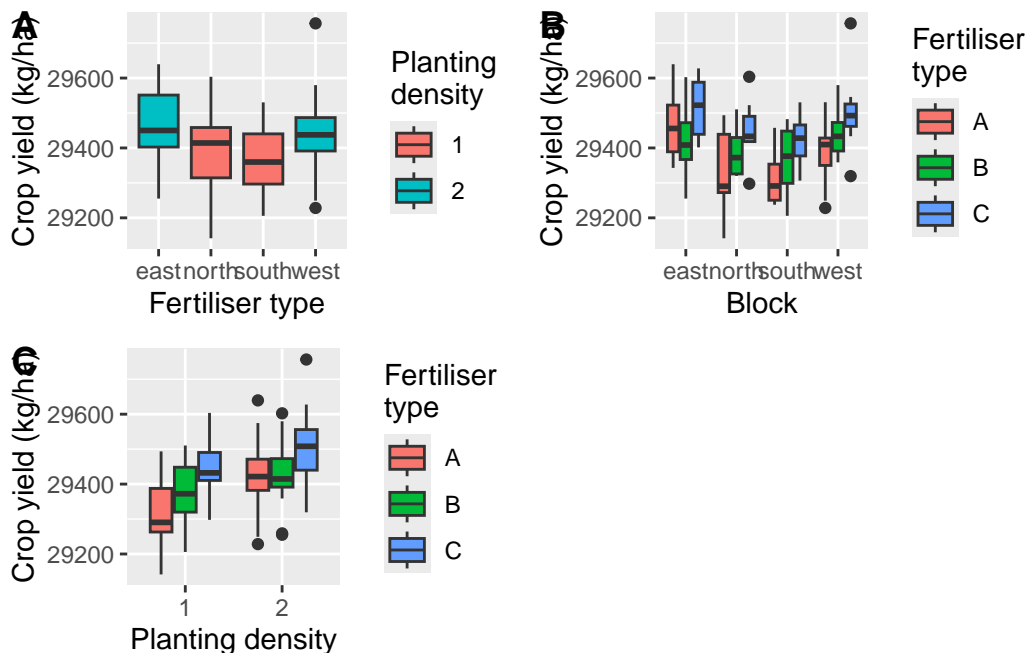 A
Crop yield (kg/ha)
29600
29400
29200
east north south west
Fertiliser type
Planting
density
1
2
B
Crop yield (kg/ha)
29600
29400
29200
east north south west
Block
Fertiliser
type
A
B
C
C
Crop yield (kg/ha)
29600
29400
29200
1
2
Planting density
Fertiliser
type
A
B
C